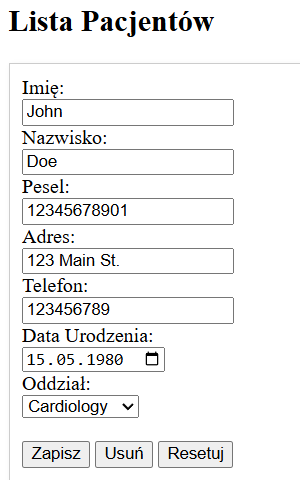 Lista Pacjentów
Imię:
John
Nazwisko:
Doe
Pesel:
12345678901
Adres:
123 Main St.
Telefon:
123456789
Data Urodzenia:
15.05.1980
Oddział:
Cardiology
Zapisz Usuń Resetuj